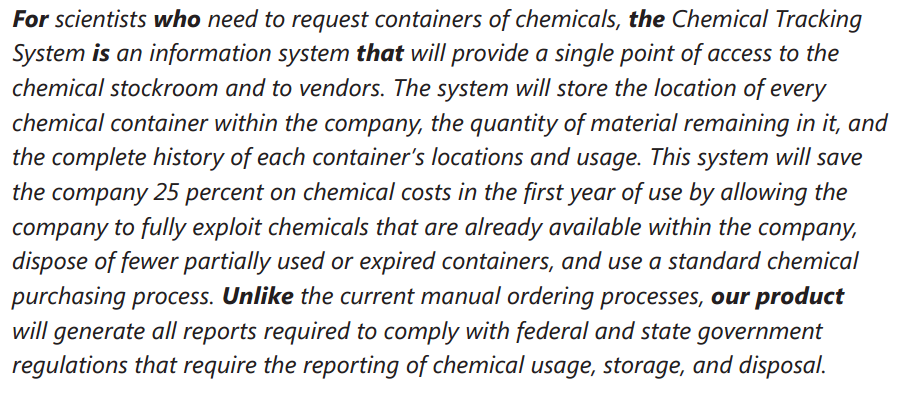 For scientists who need to request containers of chemicals, the Chemical Tracking
System is an information system that will provide a single point of access to the
chemical stockroom and to vendors. The system will store the location of every
chemical container within the company, the quantity of material remaining in it, and
the complete history of each container’s locations and usage. This system will save
the company 25 percent on chemical costs in the first year of use by allowing the
company to fully exploit chemicals that are already available within the company,
dispose of fewer partially used or expired containers, and use a standard chemical
purchasing process. Unlike the current manual ordering processes, our product
will generate all reports required to comply with federal and state government
regulations that require the reporting of chemical usage, storage, and disposal.